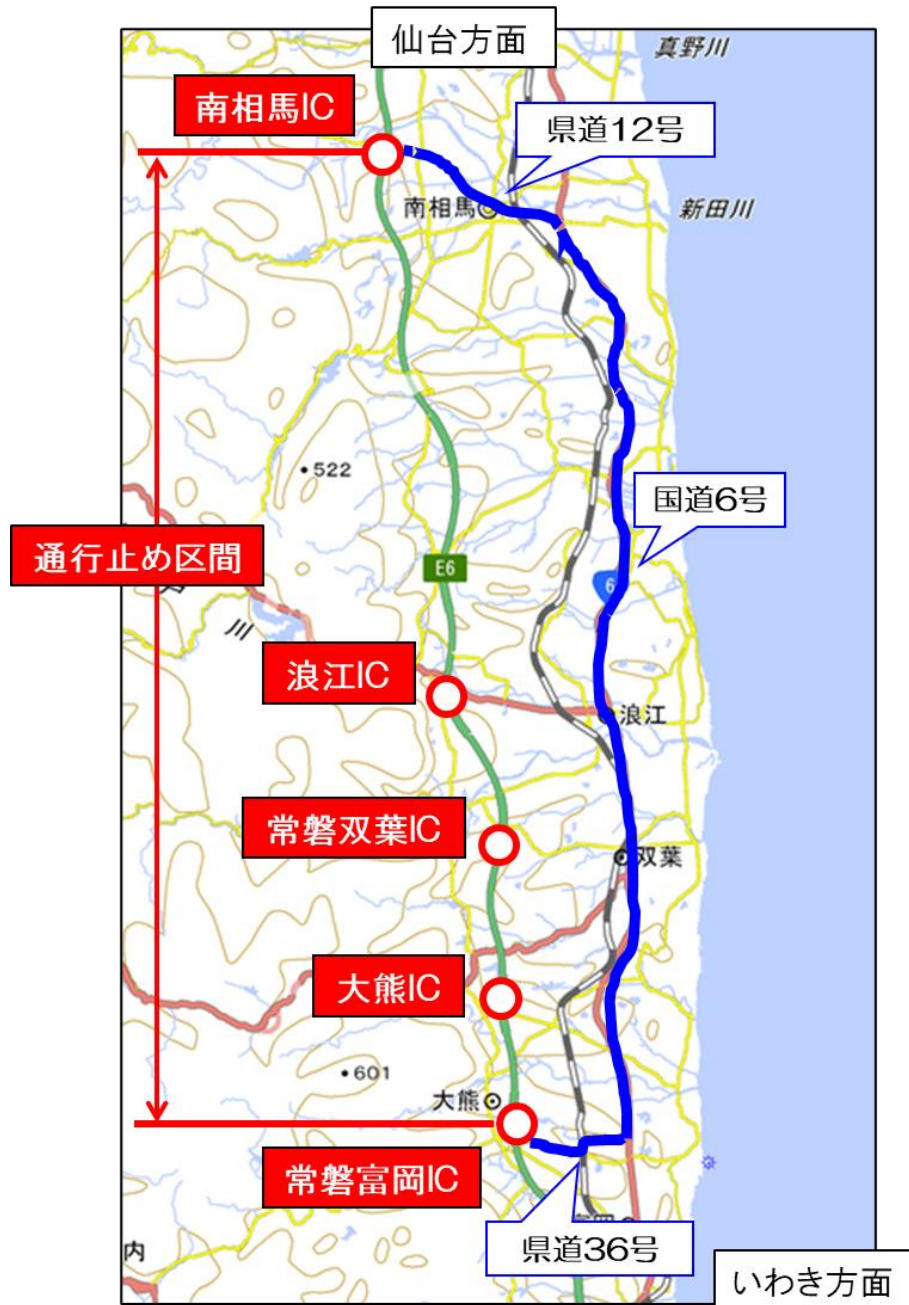 仙台方面
真野川
南相馬IC
県道12号
南相馬
新田川
・522
国道6号
通行止め区間
E6
6
川
浪江IC
浪江
常磐双葉IC
双葉
大熊IC
・601
大熊
常磐富岡IC
県道36号
内
いわき方面